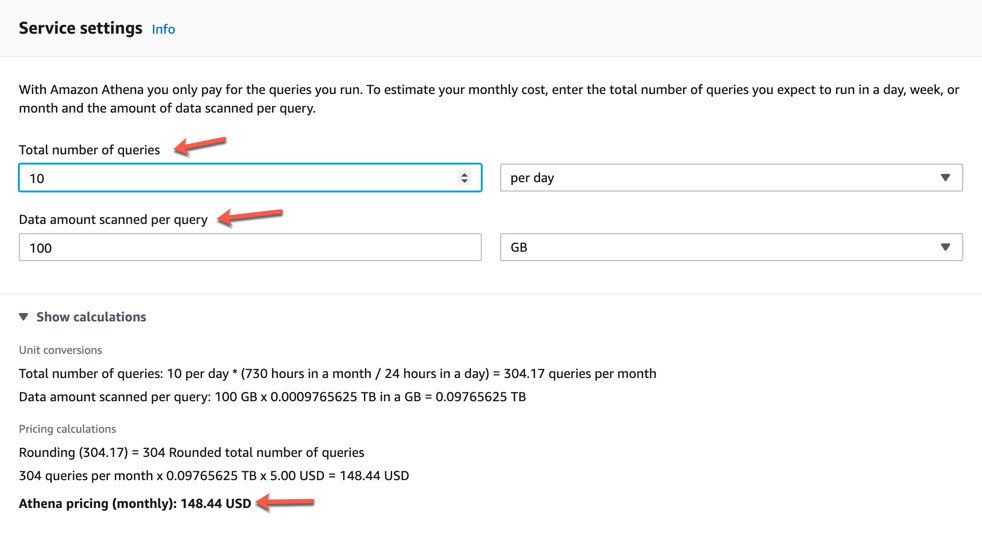 Service settings Info
With Amazon Athena you only pay for the queries you run. To estimate your monthly cost, enter the total number of queries you expect to run in a day, week, or
month and the amount of data scanned per query.
Total number of queries
10 per day
Data amount scanned per query
100 GB
Show calculations
Unit conversions
Total number of queries: 10 per day * (730 hours in a month / 24 hours in a day) = 304.17 queries per month
Data amount scanned per query: 100 GB x 0.0009765625 TB in a GB = 0.09765625 TB
Pricing calculations
Rounding (304.17) = 304 Rounded total number of queries
304 queries per month x 0.09765625 TB x 5.00 USD = 148.44 USD
Athena pricing (monthly): 148.44 USD